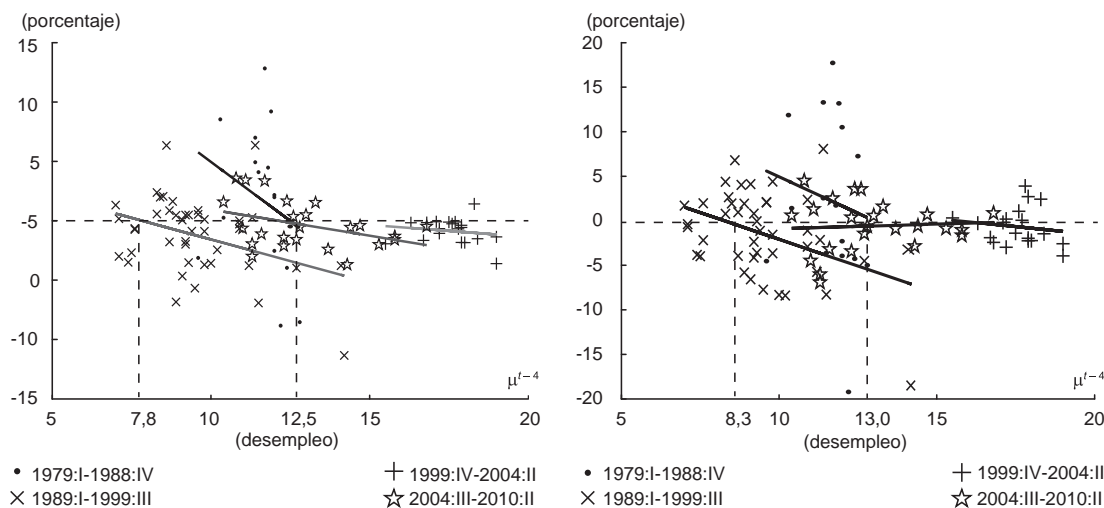 (porcentaje)
15
10
5
-5
0
-10
-15
5
7,8
10
12,5
15
20
μt−4
(desempleo)
• 1979:I-1988:IV
× 1989:I-1999:III
+ 1999:IV-2004:II
☆ 2004:III-2010:II
(porcentaje)
20
15
10
5
0
-5
-10
-15
-20
5
8,3
10
13,0
15
20
μt−4
(desempleo)
• 1979:I-1988:IV
× 1989:I-1999:III
+ 1999:IV-2004:II
☆ 2004:III-2010:II